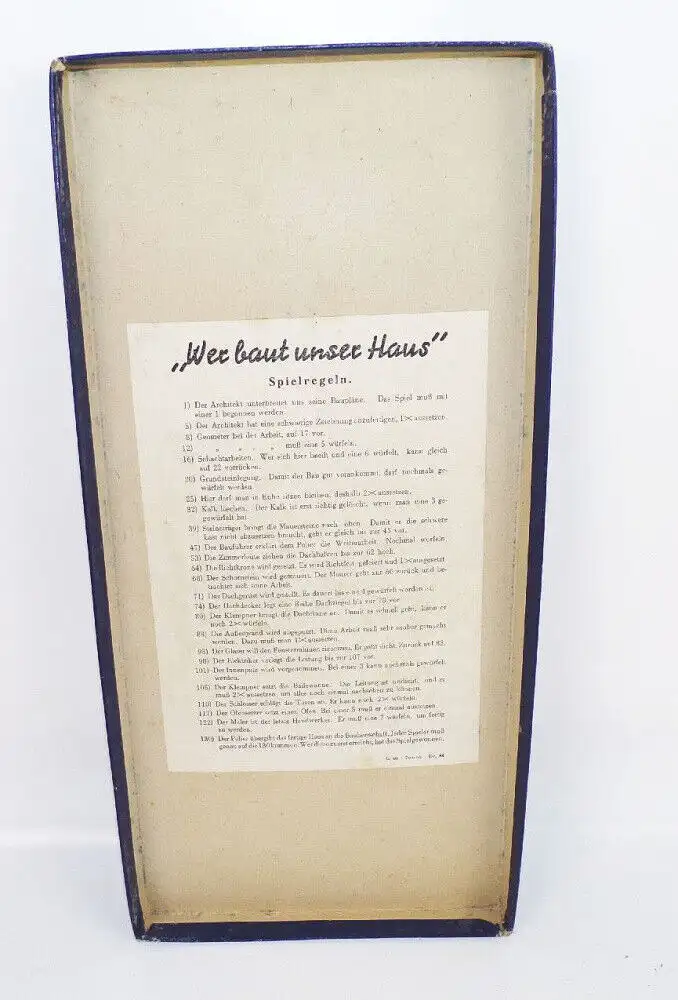 „Wer baut unser Haus"
Spielregeln.
1) Der Architekt unterbreitet uns seine Baupläne. Das Spiel muß mit
einer 1 begonnen werden.
5) Der Architekt hat eine schwierige Zeichnung anzufertigen, 1× aussetzen.
8) Geometer bei der Arbeit, auf 17 vor.
12) „ „ „ „ muß eine 5 würfeln.
16) Schachtarbeiten. Wer sich hier beeilt und eine 6 würfelt, kann gleich
auf 22 vorrücken.
20) Grundsteinlegung. Damit der Bau gut vorankommt, darf nochmals ge-
würfelt werden.
25) Hier darf man in Ruhe einen bleiben, deshalb 2× aussetzen.
32) Kalk löschen. Der Kalk ist erst richtig gelöscht, wenn man eine 3 ge-
würfelt hat.
39) Steinträger bringt die Mauersteine nach oben. Damit er die schwere
Last nicht abzusetzen braucht, geht er gleich bis zur 45 vor.
47) Der Bauführer erklärt dem Polier die Weiterarbeit. Nochmal würfeln.
53) Die Zimmerleute ziehen die Dachbalken bis zur 62 hoch.
64) Die Richtkrone wird gesetzt. Es wird Richtfest gefeiert und 1× ausgesetzt
68) Der Schornstein wird gemauert. Der Maurer geht auf 60 zurück und be-
trachtet sich seine Arbeit.
71) Das Dachgerüst wird gestellt. Es dauert bis eine 4 gewürfelt worden ist.
74) Der Dachdecker legt eine Reihe Dachziegel bis zur 79 vor
Der Klempner bringt die Dachrinne an. Damit es schnell geht, kann er
noch 2× würfeln.
88) Die Außenwand wird abgeputzt. Diese Arbeit muß sehr sauber gemacht
werden. Dazu muß man 1× aussetzen.
Der Glaser will den Fensterrahmen einsetzen. Er paßt nicht. Zurück auf 83.
98) Der Elektriker verlegt die Leitung bis zur 107 vor.
101) Der Innenputz wird vorgenommen. Bei einer 3 kann nochmals gewürfelt
werden.
Der Klempner setzt die Badewanne. Die Leitung ist undicht, und er
muß 2× aussetzen, um alles noch einmal nachsehen zu können.
110) Der Schlosser schlägt die Türen an. Er kann noch 2× würfeln.
117) Der Ofensetzer setzt einen Ofen. Bei einer 5 muß er einmal aussetzen.
122) Der Maler ist der letzte Handwerker. Er muß eine würfeln, um fertig
zu werden.
130) Der Polier übergibt das fertige Haus an die Bauherrschaft. Jeder Spieler muß
genau auf die 130 kommen. Wer dies zuerst erreicht, hat das Spiel gewonnen.